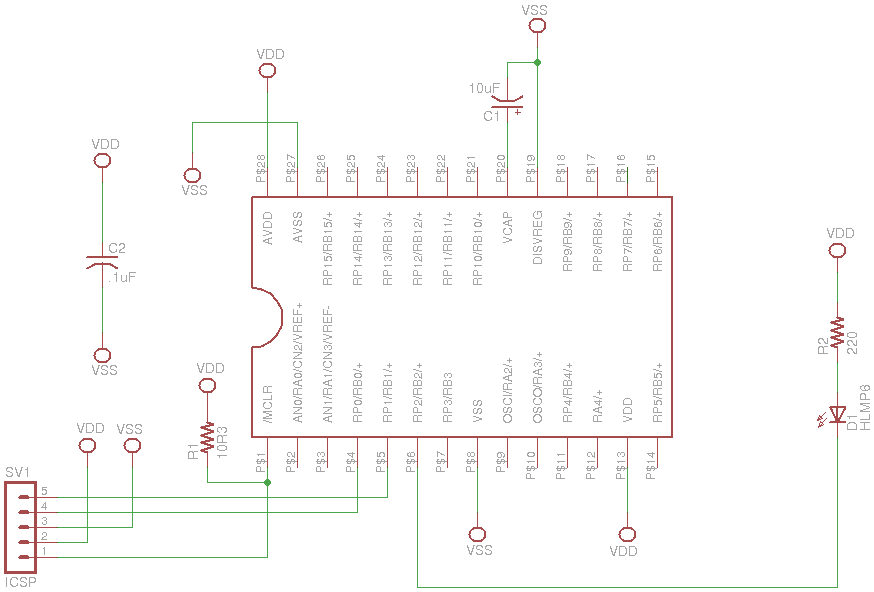 VSS
VDD
10uF
C1
+
VDD
VSS
C2
.1uF
VSS
P$28
P$27
P$26
P$25
P$24
P$23
P$22
P$21
P$20
P$19
P$18
P$17
P$16
P$15
AVDD
AVSS
RP15/RB15/+
RP14/RB14/+
RP13/RB13/+
RP12/RB12/+
RP11/RB11/+
RP10/RB10/+
VCAP
DISVREG
RP9/RB9/+
RP8/RB8/+
RP7/RB7/+
RP6/RB6/+
/MCLR
AN0/RA0/CN2/VREF+
AN1/RA1/CN3/VREF-
RP0/RB0/+
RP1/RB1/+
RP2/RB2/+
RP3/RB3
VSS
OSCI/RA2/+
OSCO/RA3/+
RP4/RB4/+
RA4/+
VDD
RP5/RB5/+
P$1
P$2
P$3
P$4
P$5
P$6
P$7
P$8
P$9
P$10
P$11
P$12
P$13
P$14
VDD
R1
10R3
VDD
VSS
SV1
5
4
3
2
1
ICSP
VSS
VDD
VDD
R2
220
D1
HLMP6